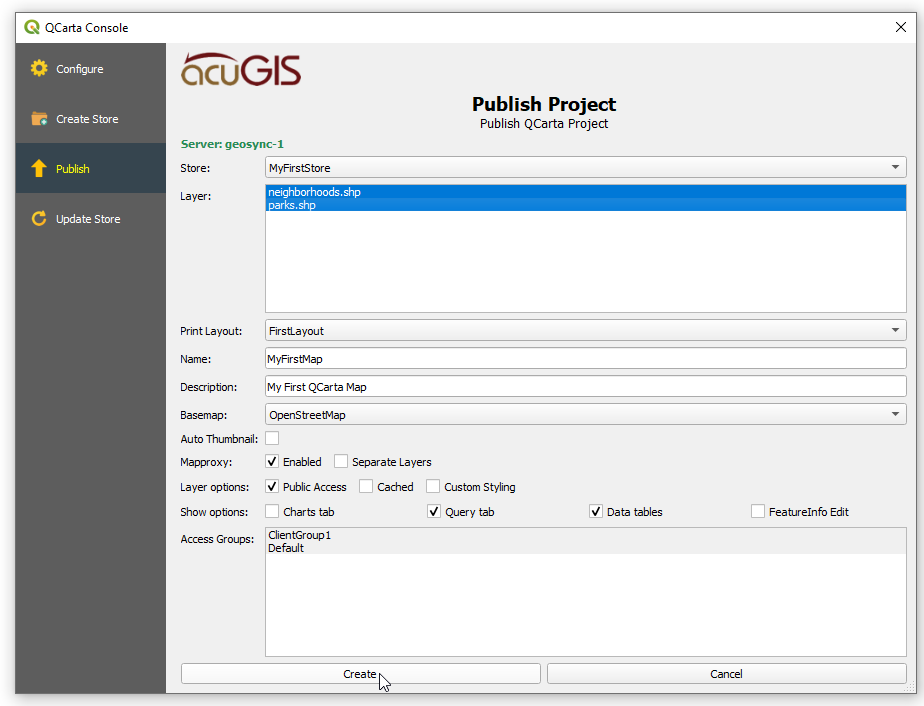 QCarta Console
Configure
Create Store
Publish
Update Store
acuGIS
Publish Project
Publish QCarta Project
Server: geosync-1
Store: MyFirstStore
Layer: neighborhoods.shp
parks.shp
Print Layout: FirstLayout
Name: MyFirstMap
Description: My First QCarta Map
Basemap: OpenStreetMap
Auto Thumbnail:
Mapproxy: Enabled Separate Layers
Layer options: Public Access Cached Custom Styling
Show options: Charts tab Query tab Data tables FeatureInfo Edit
Access Groups: ClientGroup1
Default
Create Cancel